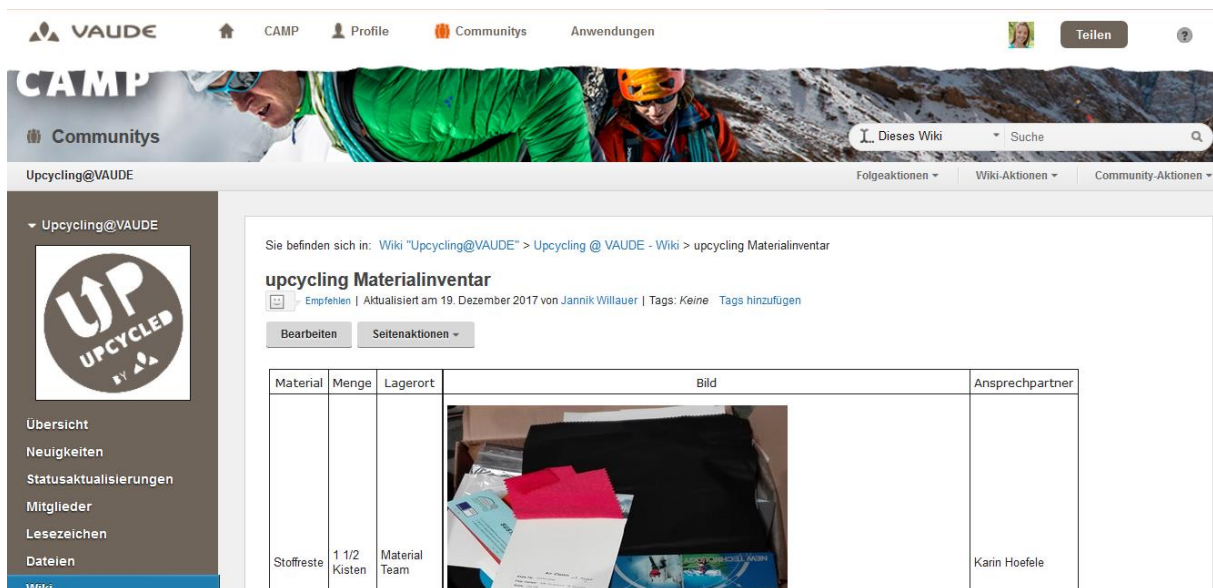 VAUDE
CAMP
Profile
Communitys
Anwendungen
Teilen
?
CAMP
Communitys
Dieses Wiki
Suche
Upcycling@VAUDE
Folgeaktionen
Wiki-Aktionen
Community-Aktionen
Upcycling@VAUDE
UP
UPCYCLED
BY
Übersicht
Neuigkeiten
Statusaktualisierungen
Mitglieder
Lesezeichen
Dateien
Wiki
Sie befinden sich in: Wiki "Upcycling@VAUDE" > Upcycling @ VAUDE - Wiki > upcycling Materialinventar
upcycling Materialinventar
Empfehlen | Aktualisiert am 19. Dezember 2017 von Jannik Willauer | Tags: Keine Tags hinzufügen
Bearbeiten
Seitenaktionen
Material Menge Lagerort Bild Ansprechpartner
Stoffreste
1 1/2
Kisten
Material
Team
NEW TECHNOLOGY
Karin Hoefele